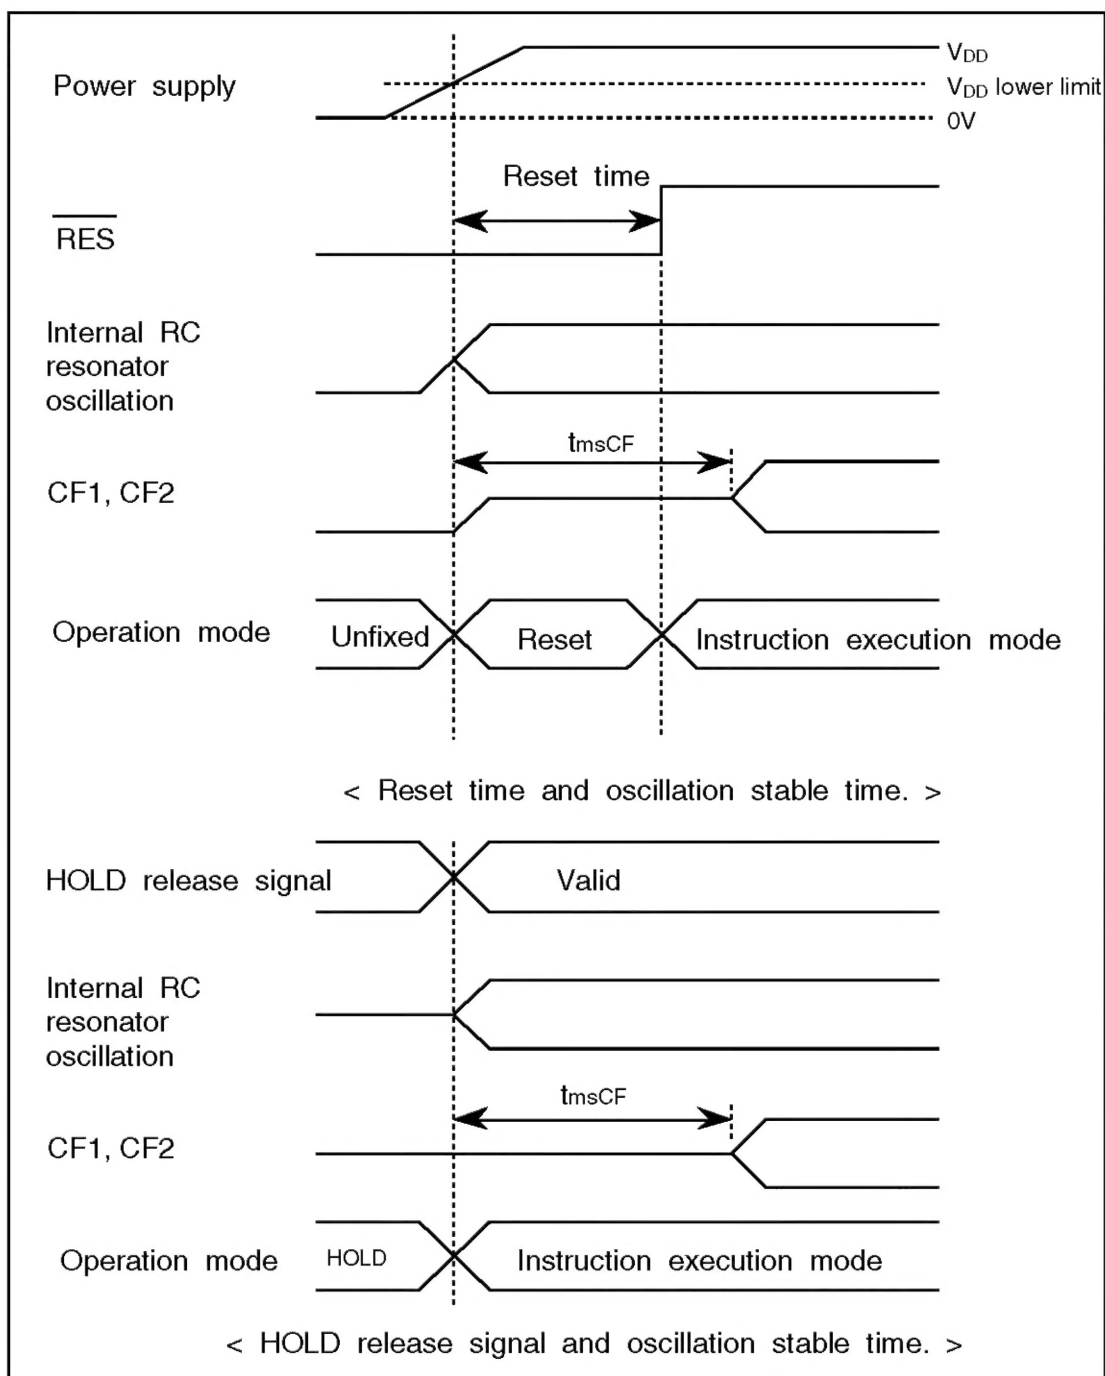 VDD
Power supply
VDD lower limit
0V
Reset time
RES
Internal RC
resonator
oscillation
tmsCF
CF1, CF2
Operation mode
Unfixed
Reset
Instruction execution mode
< Reset time and oscillation stable time. >
HOLD release signal
Valid
Internal RC
resonator
oscillation
tmsCF
CF1, CF2
Operation mode
HOLD
Instruction execution mode
< HOLD release signal and oscillation stable time. >